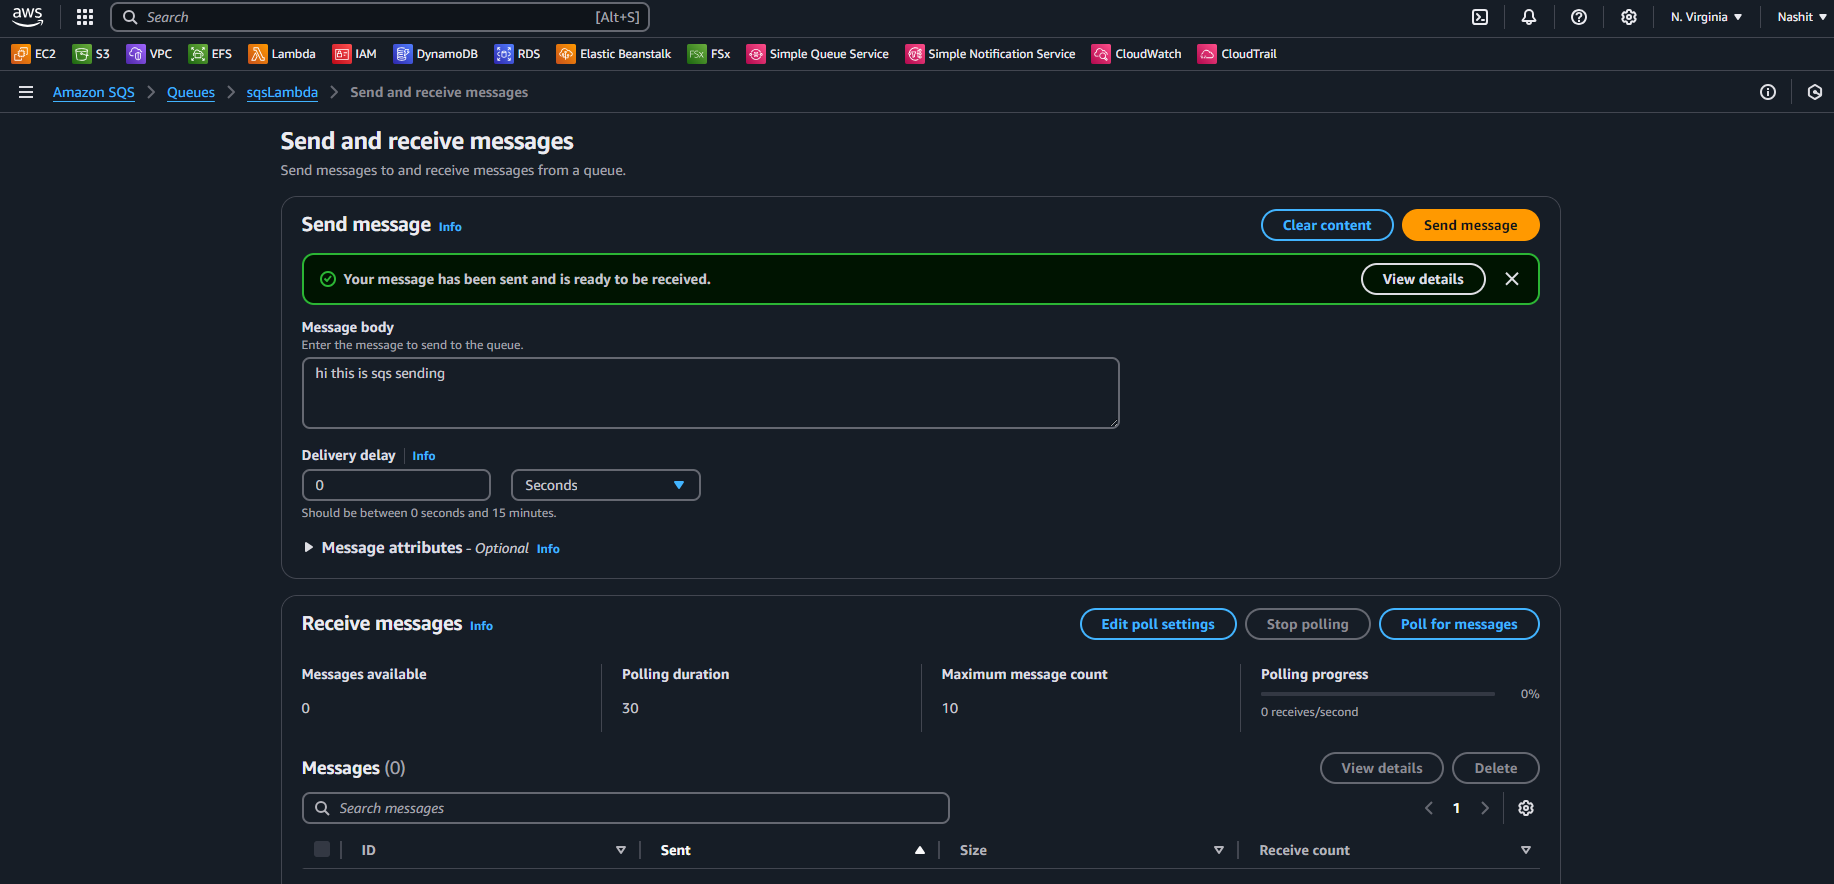 aws
Search [Alt+S]
N. Virginia
Nashit
EC2 S3 VPC EFS Lambda IAM DynamoDB RDS Elastic Beanstalk FSx FSx Simple Queue Service Simple Notification Service CloudWatch CloudTrail
Amazon SQS Queues sqsLambda Send and receive messages
Send and receive messages
Send messages to and receive messages from a queue.
Send message Info
Clear content
Send message
Your message has been sent and is ready to be received.
View details
Message body
Enter the message to send to the queue.
hi this is sqs sending
Delivery delay Info
0
Seconds
Should be between 0 seconds and 15 minutes.
Message attributes - Optional Info
Receive messages Info
Edit poll settings
Stop polling
Poll for messages
Messages available
0
Polling duration
30
Maximum message count
10
Polling progress
0%
0 receives/second
Messages (0)
View details
Delete
Search messages
1
ID Sent Size Receive count